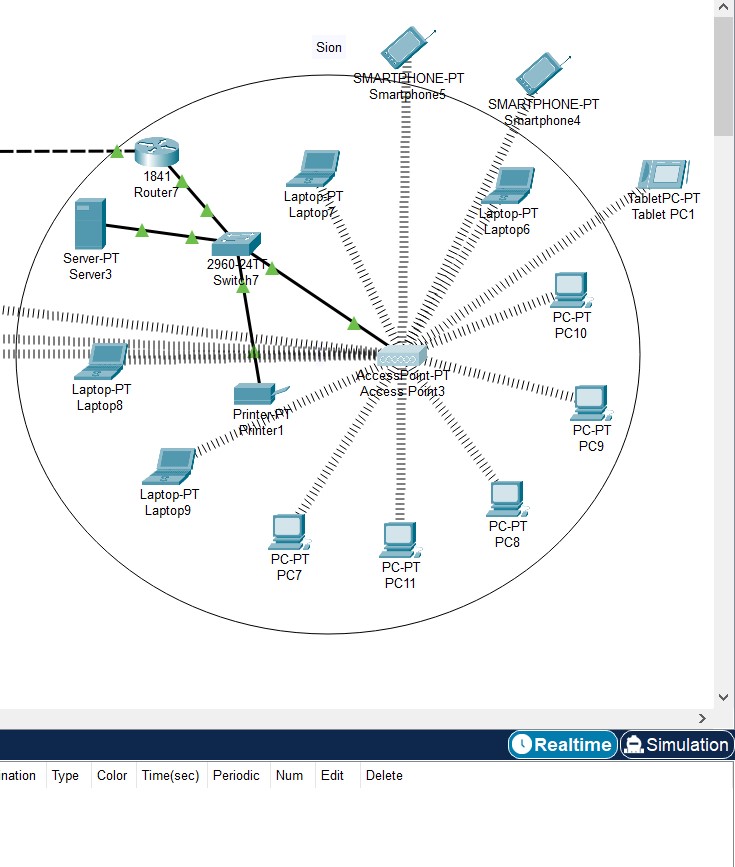 Sion
SMARTPHONE-PT
Smartphone5
SMARTPHONE-PT
Smartphone4
1841
Router7
Laptop-PT
Laptop7
Laptop-PT
Laptop6
TabletPC-PT
Tablet PC1
Server-PT
Server3
2960-24TT
Switch7
PC-PT
PC10
Laptop-PT
Laptop8
AccessPoint-PT
Access Point3
Printer-PT
Printer1
PC-PT
PC9
Laptop-PT
Laptop9
PC-PT
PC8
PC-PT
PC7
PC-PT
PC11
Realtime
Simulation
nation Type Color Time(sec) Periodic Num Edit Delete